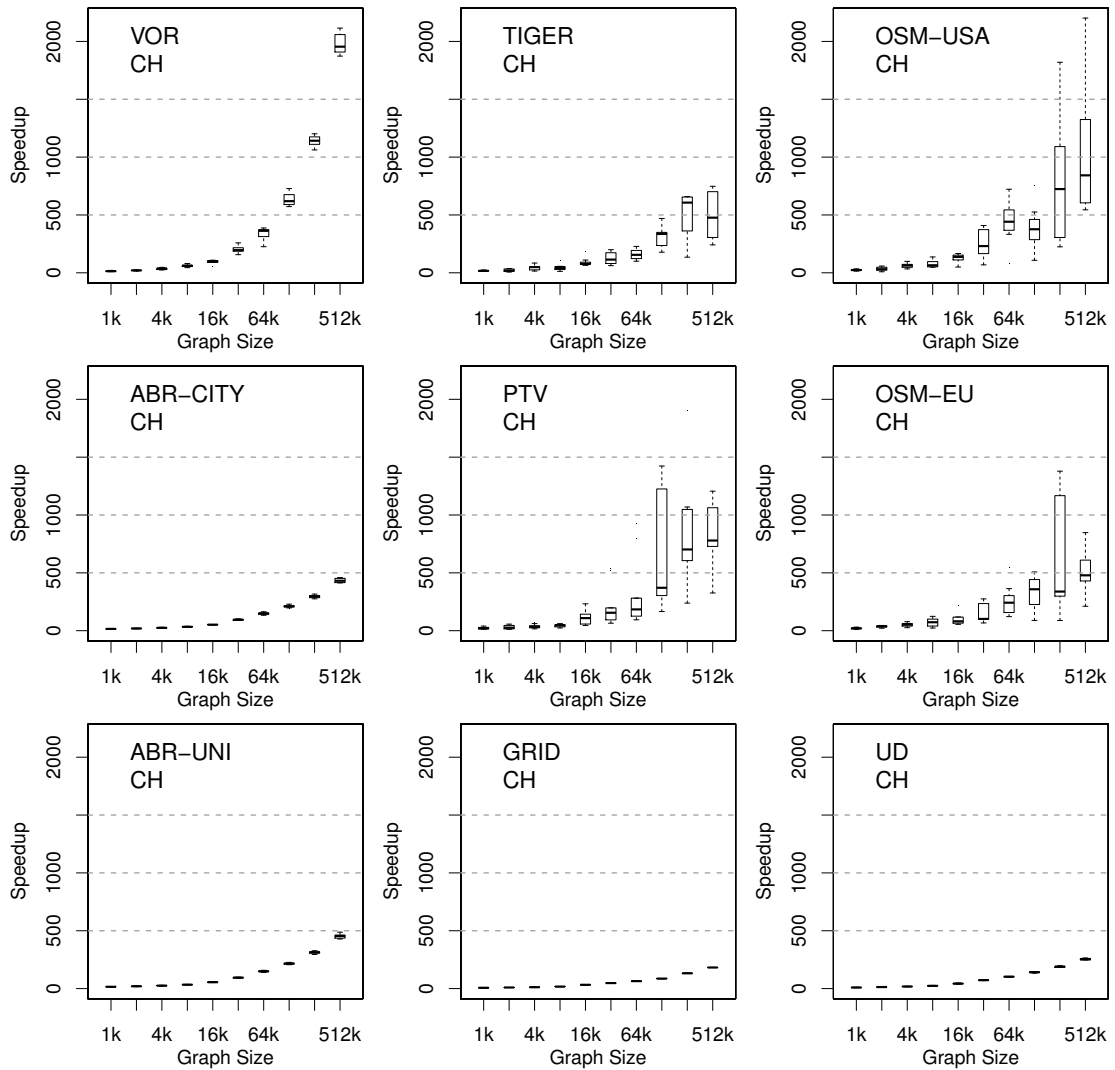 VOR
CH
Speedup
0
500
1000
2000
1k
4k
16k
64k
512k
Graph Size
TIGER
CH
Speedup
0
500
1000
2000
1k
4k
16k
64k
512k
Graph Size
OSM−USA
CH
Speedup
0
500
1000
2000
1k
4k
16k
64k
512k
Graph Size
ABR−CITY
CH
Speedup
0
500
1000
2000
1k
4k
16k
64k
512k
Graph Size
PTV
CH
Speedup
0
500
1000
2000
1k
4k
16k
64k
512k
Graph Size
OSM−EU
CH
Speedup
0
500
1000
2000
1k
4k
16k
64k
512k
Graph Size
ABR−UNI
CH
Speedup
0
500
1000
2000
1k
4k
16k
64k
512k
Graph Size
GRID
CH
Speedup
0
500
1000
2000
1k
4k
16k
64k
512k
Graph Size
UD
CH
Speedup
0
500
1000
2000
1k
4k
16k
64k
512k
Graph Size